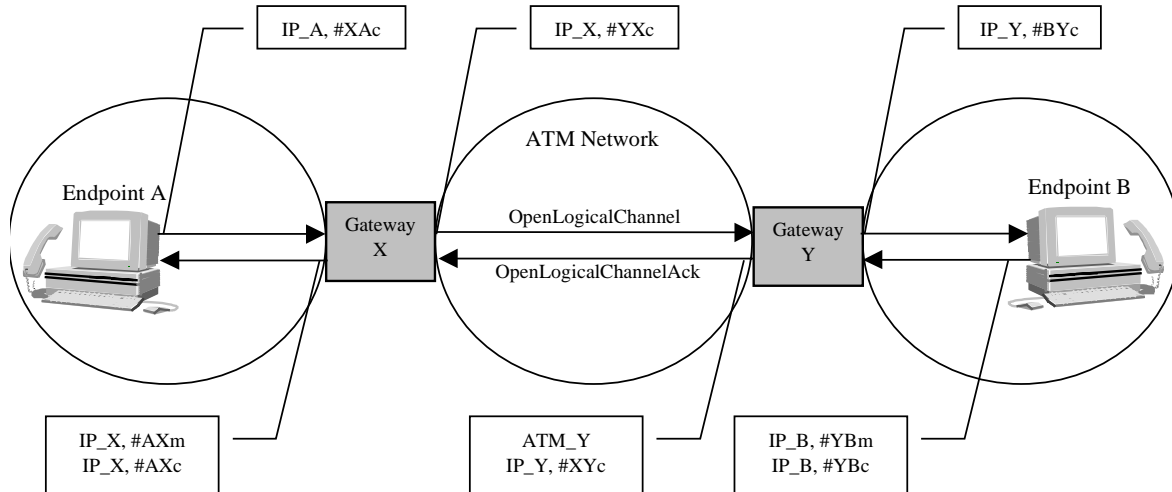 IP_A, #XAc
IP_X, #YXc
IP_Y, #BYc
ATM Network
Endpoint A
Endpoint B
Gateway
X
OpenLogicalChannel
Gateway
Y
OpenLogicalChannelAck
IP_X, #AXm
IP_X, #AXc
ATM_Y
IP_Y, #XYc
IP_B, #YBm
IP_B, #YBc